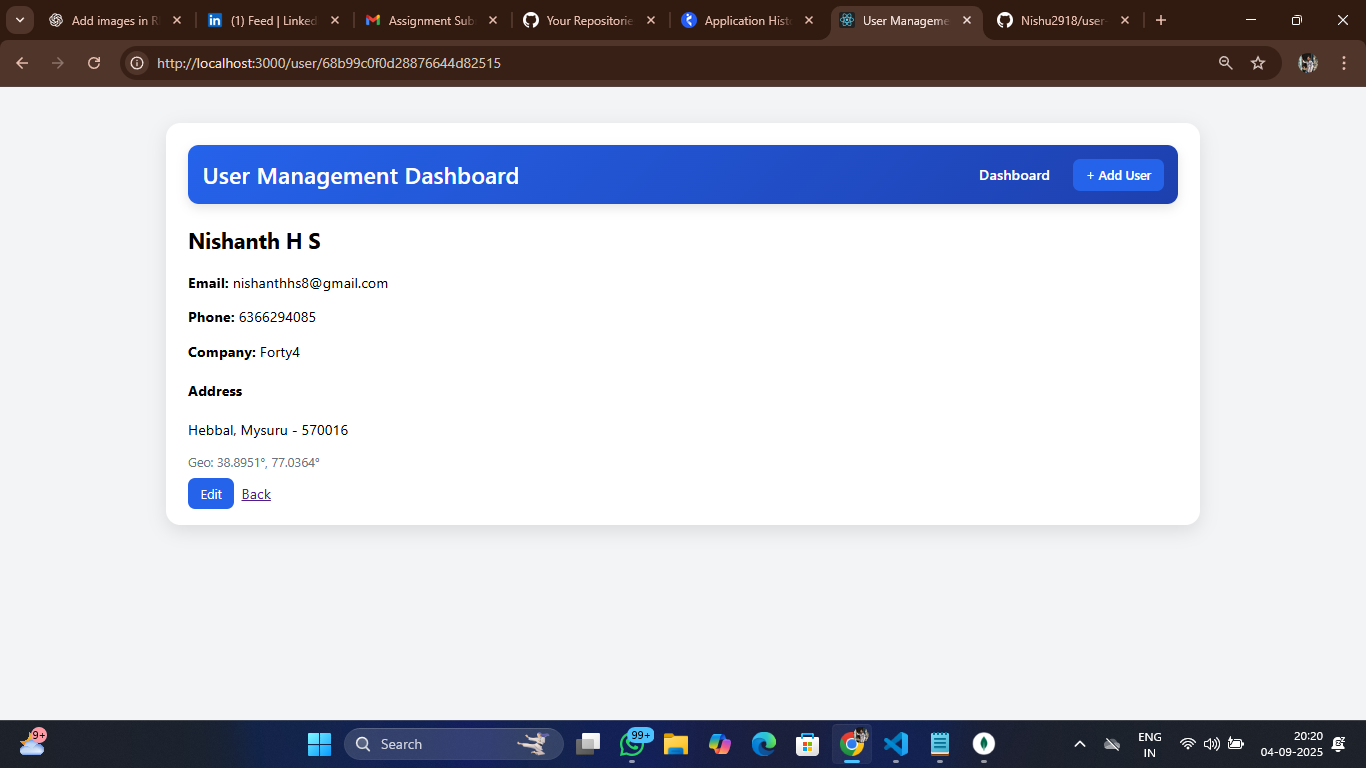 Add images in R
(1) Feed | Linked
Assignment Sub
Your Repositorie
Application Hist
User Manageme
Nishu2918/user-
http://localhost:3000/user/68b99c0f0d28876644d82515
User Management Dashboard
Dashboard
+ Add User
Nishanth H S
Email: nishanthhs8@gmail.com
Phone: 6366294085
Company: Forty4
Address
Hebbal, Mysuru - 570016
Geo: 38.8951°, 77.0364°
Edit Back
9+
Search
99+
ENG
IN
20:20
04-09-2025